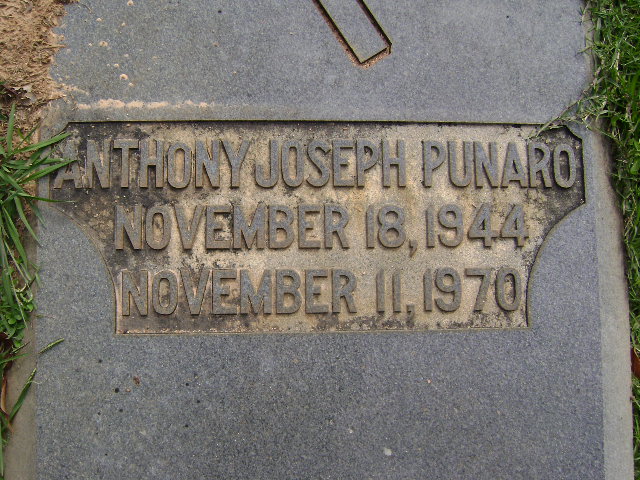 ANTHONY JOSEPH PUNARO
NOVEMBER 18, 1944
NOVEMBER 11, 1970